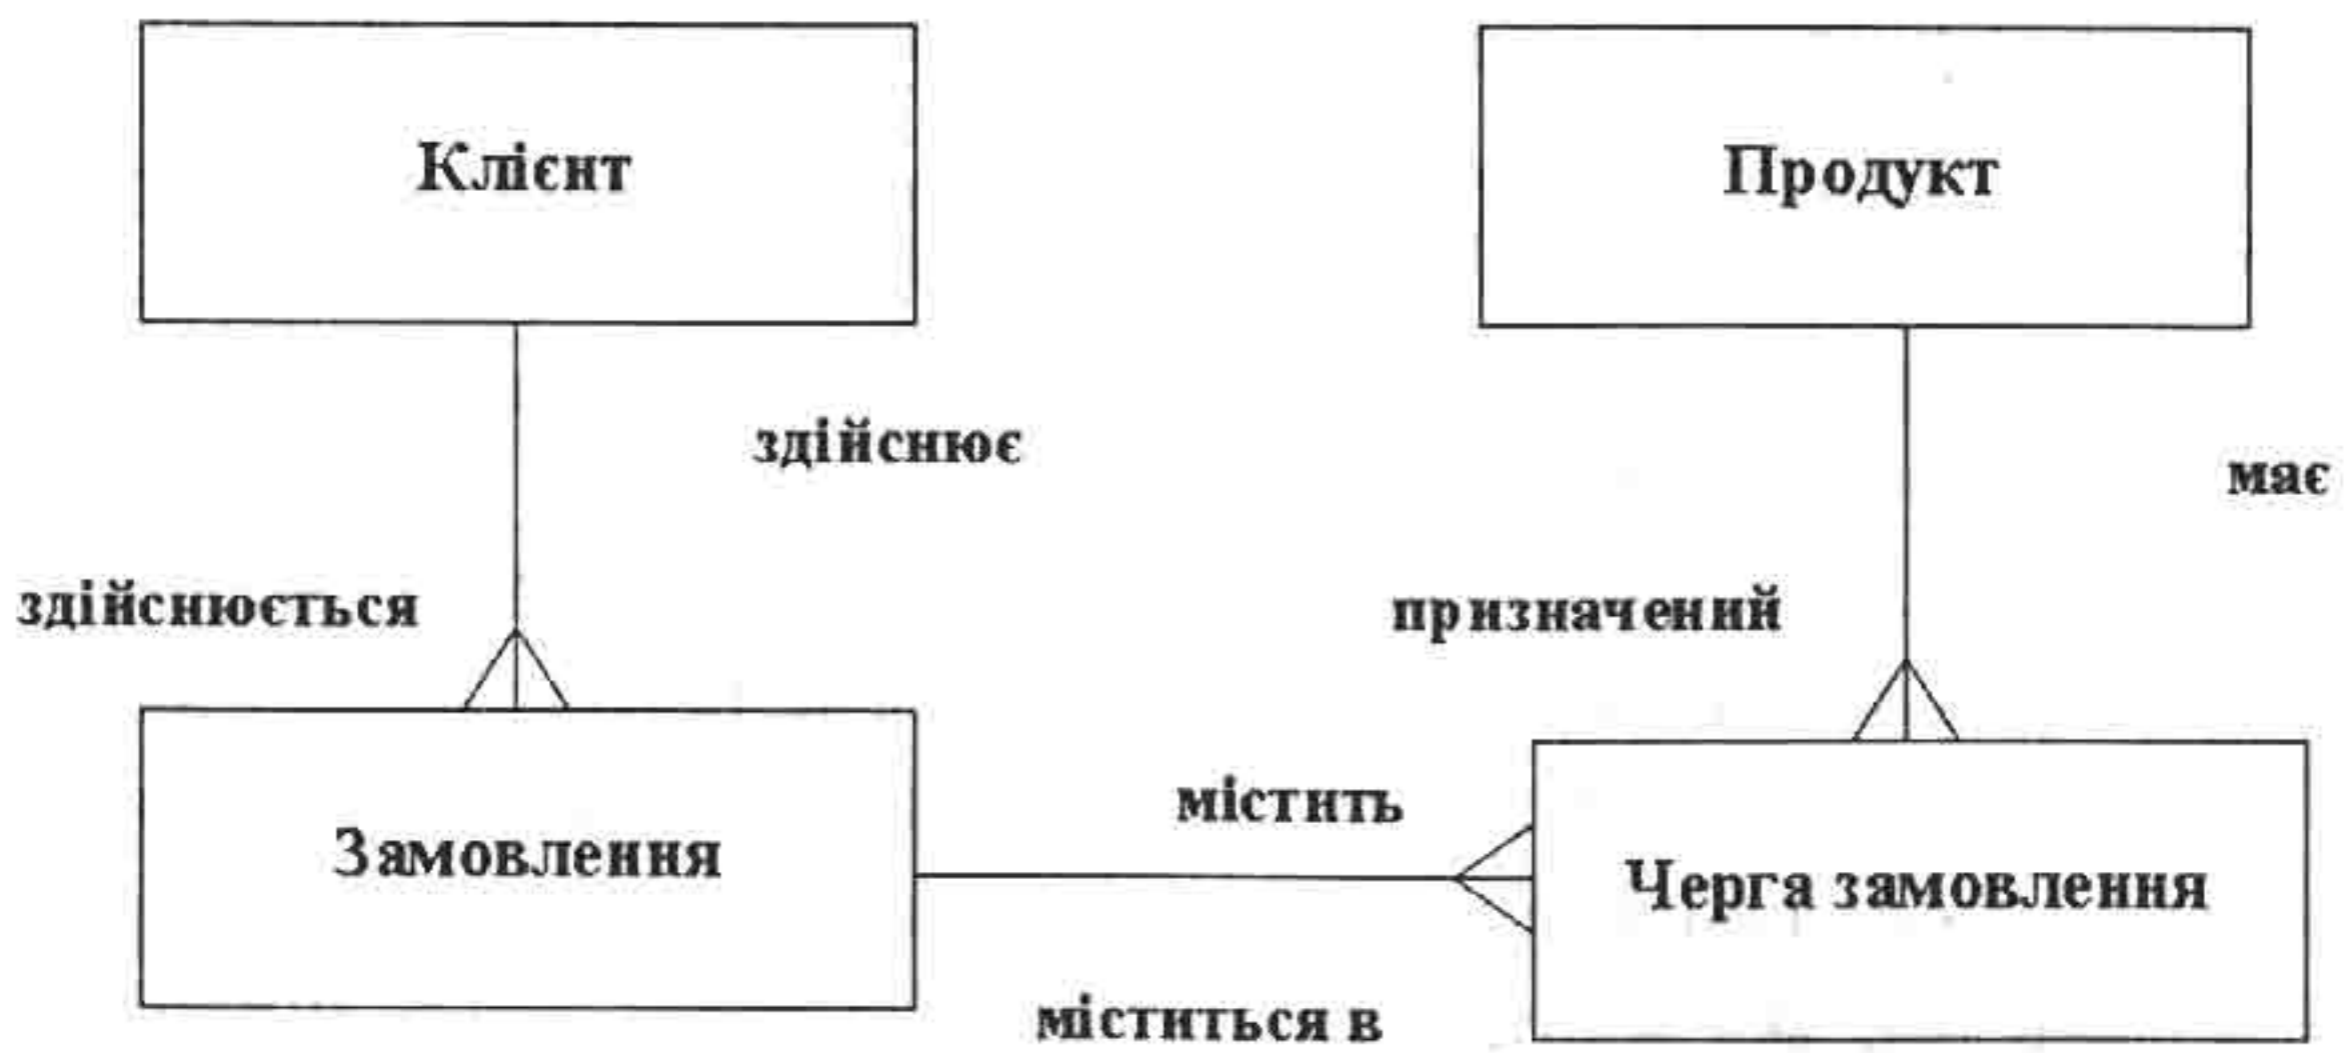 Клієнт
Продукт
здійснює
має
здійснюється
призначений
містить
Замовлення
Черга замовлення
міститься в